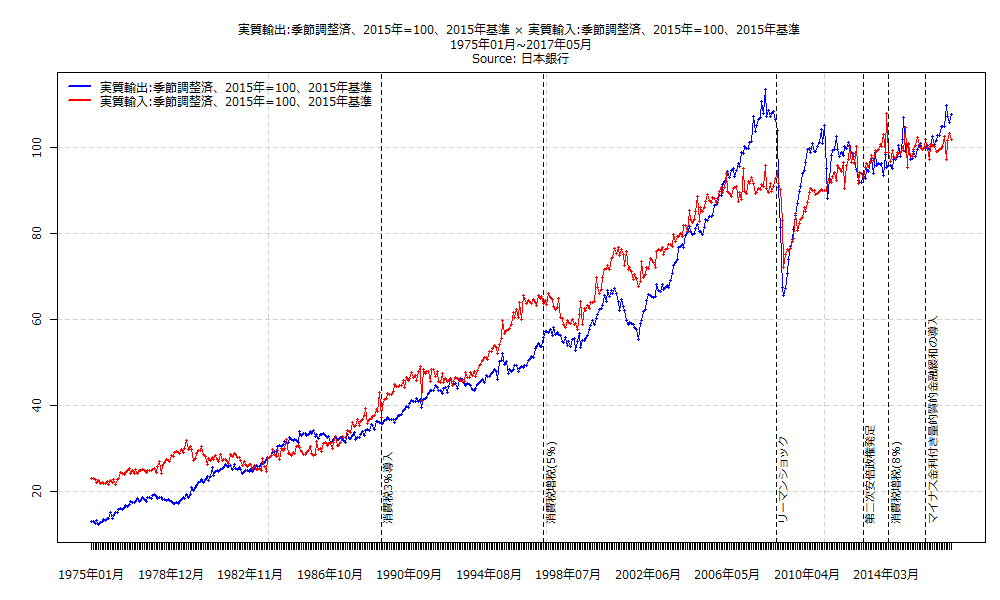 実質輸出:季節調整済、2015年=100、2015年基準 × 実質輸入:季節調整済、2015年=100、2015年基準
1975年01月~2017年05月
Source: 日本銀行
実質輸出:季節調整済、2015年=100、2015年基準
実質輸入:季節調整済、2015年=100、2015年基準
100
80
60
40
20
消費税3%導入
消費税増税(5%)
リーマンショック
第二次安倍政権発足
消費税増税(8%)
マイナス金利付き量的質的金融緩和の導入
1975年01月
1978年12月
1982年11月
1986年10月
1990年09月
1994年08月
1998年07月
2002年06月
2006年05月
2010年04月
2014年03月